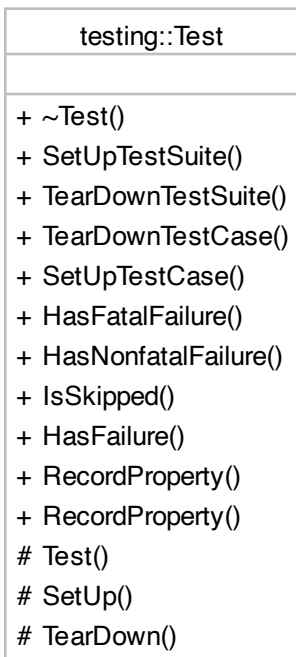 testing::Test
+ ~Test()
+ SetUpTestSuite()
+ TearDownTestSuite()
+ TearDownTestCase()
+ SetUpTestCase()
+ HasFatalFailure()
+ HasNonfatalFailure()
+ IsSkipped()
+ HasFailure()
+ RecordProperty()
+ RecordProperty()
# Test()
# SetUp()
# TearDown()